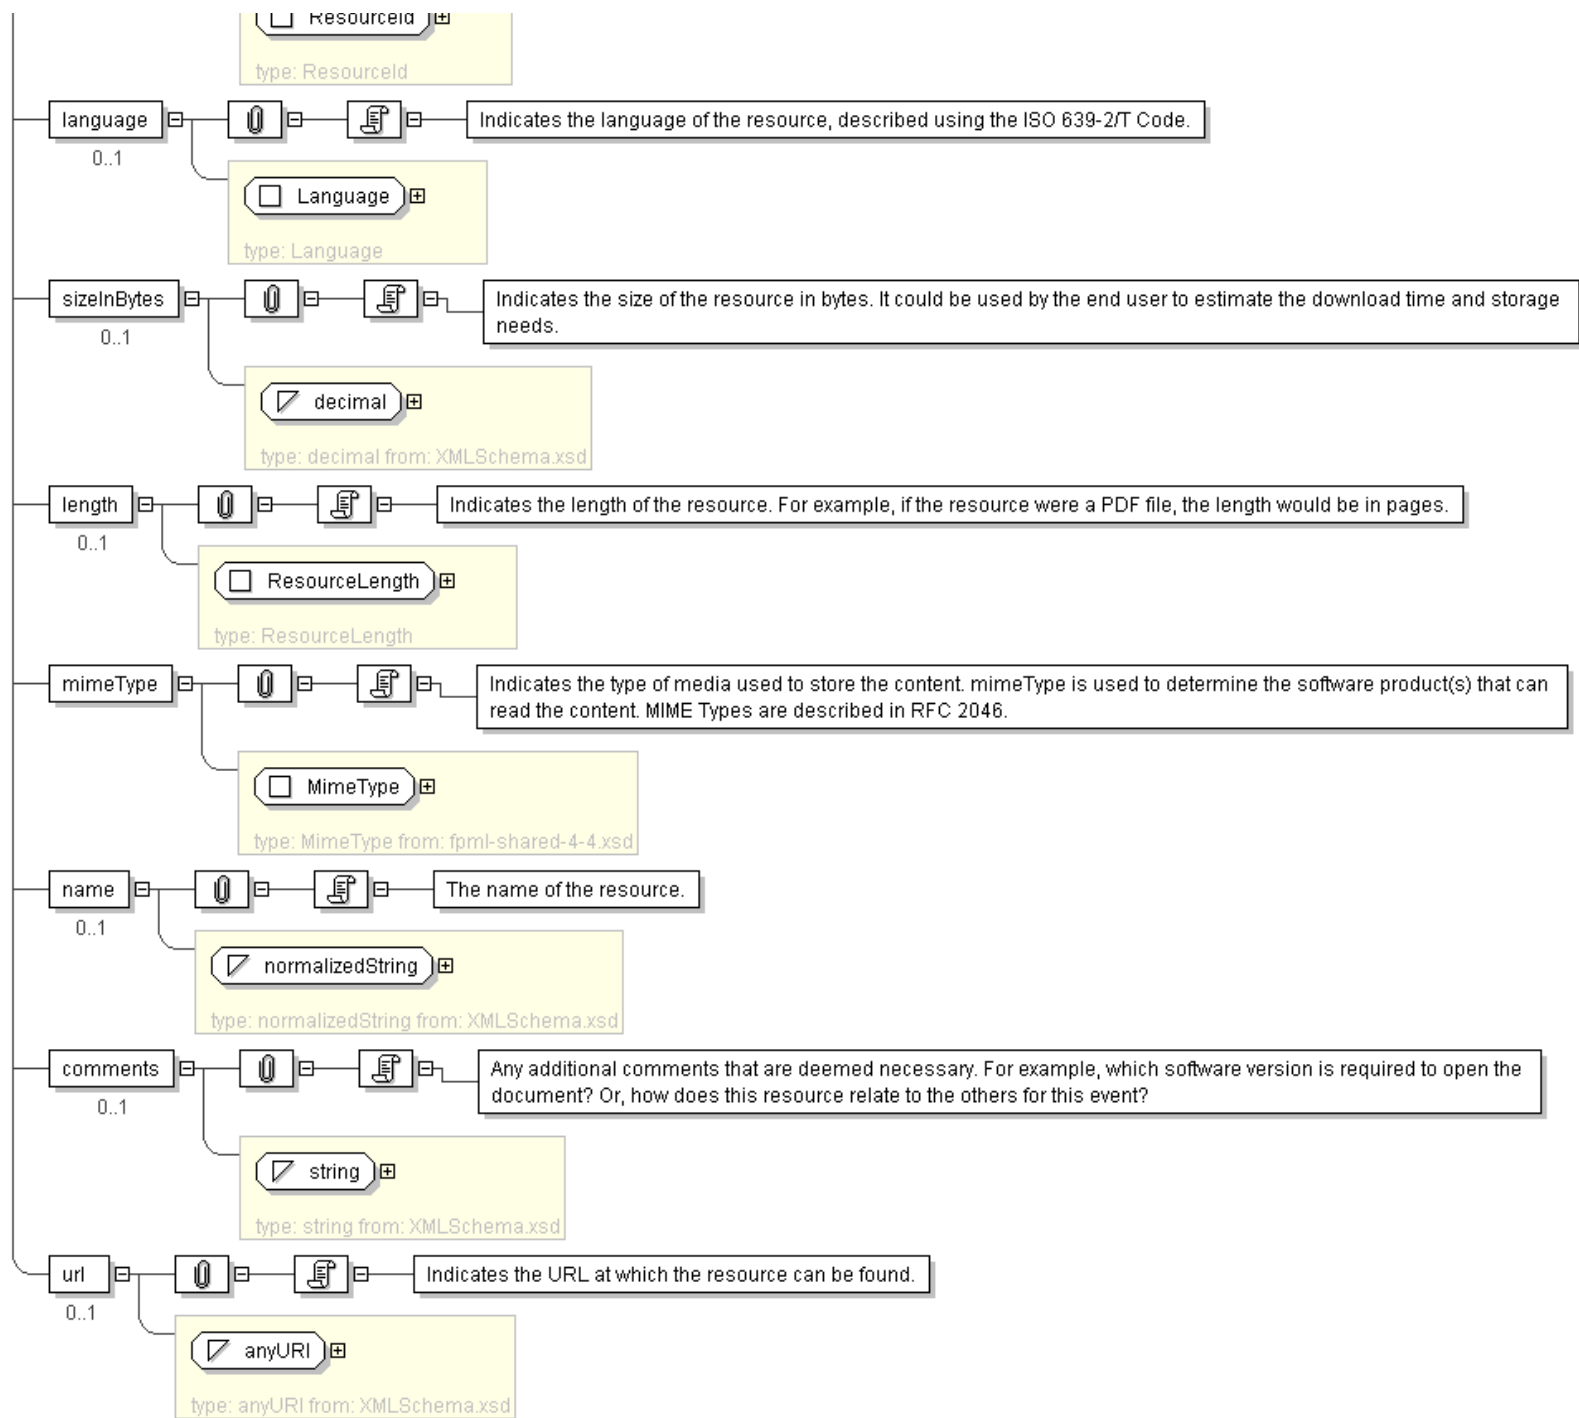 ResourceId
type: ResourceId
language
Indicates the language of the resource, described using the ISO 639-2/T Code.
0..1
Language
type: Language
sizeInBytes
Indicates the size of the resource in bytes. It could be used by the end user to estimate the download time and storage
needs.
0..1
decimal
type: decimal from: XMLSchema.xsd
length
Indicates the length of the resource. For example, if the resource were a PDF file, the length would be in pages.
0..1
ResourceLength
type: ResourceLength
mimeType
Indicates the type of media used to store the content. mimeType is used to determine the software product(s) that can
read the content. MIME Types are described in RFC 2046.
MimeType
type: MimeType from: fpml-shared-4-4.xsd
name
The name of the resource.
0..1
normalizedString
type: normalizedString from: XMLSchema.xsd
comments
Any additional comments that are deemed necessary. For example, which software version is required to open the
document? Or, how does this resource relate to the others for this event?
0..1
string
type: string from: XMLSchema.xsd
url
Indicates the URL at which the resource can be found.
0..1
anyURI
type: anyURI from: XMLSchema.xsd